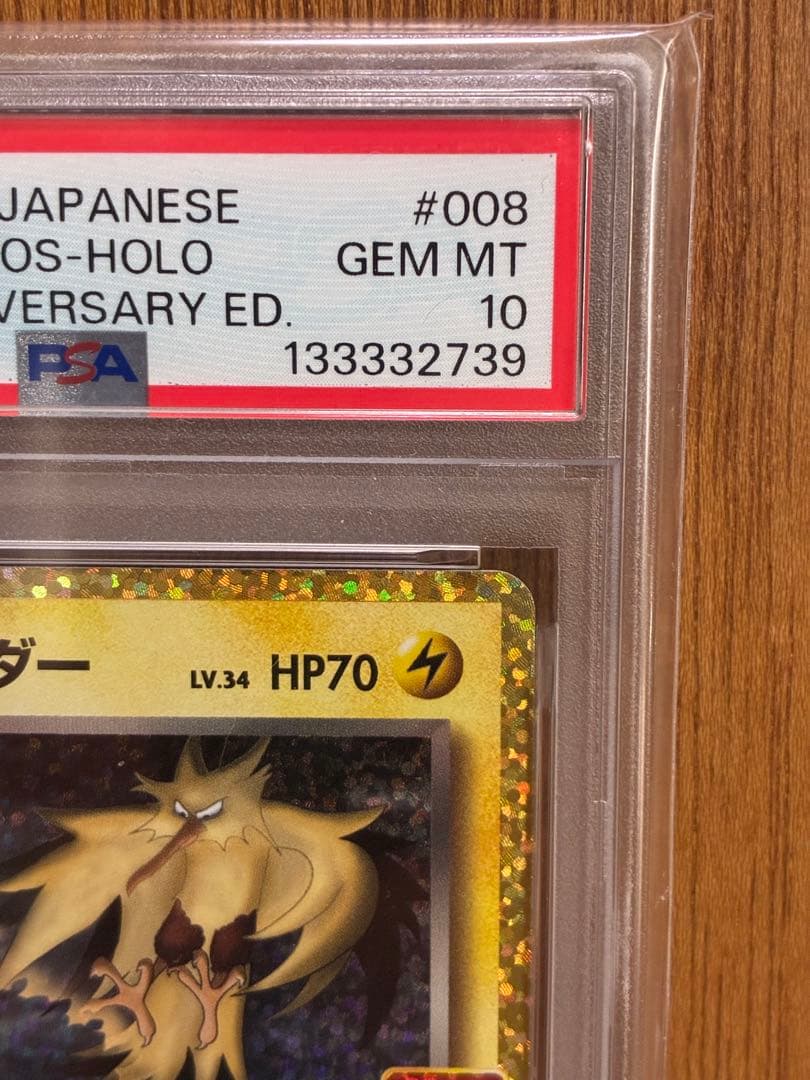 JAPANESE #008
OS-HOLO GEM MT
VERSARY ED. 10
PSA 133332739
ダー LV.34 HP70